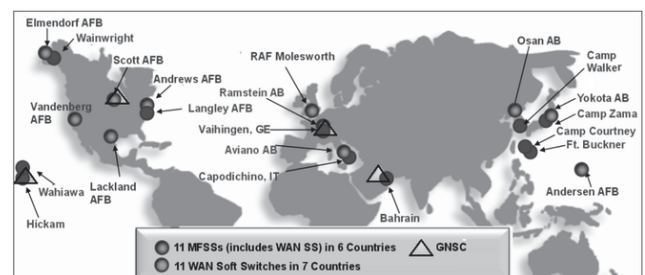 Elmendorf AFB
Wainwright
Scott AFB
Andrews AFB
Langley AFB
Vandenberg
AFB
Lackland
AFB
Wahiawa
Hickam
RAF Molesworth
Ramstein AB
Vaihingen, GE
Aviano AB
Capodichino, IT
Bahrain
Osan AB
Camp
Walker
Yokota AB
Camp Zama
Camp Courtney
Ft. Buckner
Andersen AFB
11 MFSSs (includes WAN SS) in 6 Countries
GNSC
11 WAN Soft Switches in 7 Countries